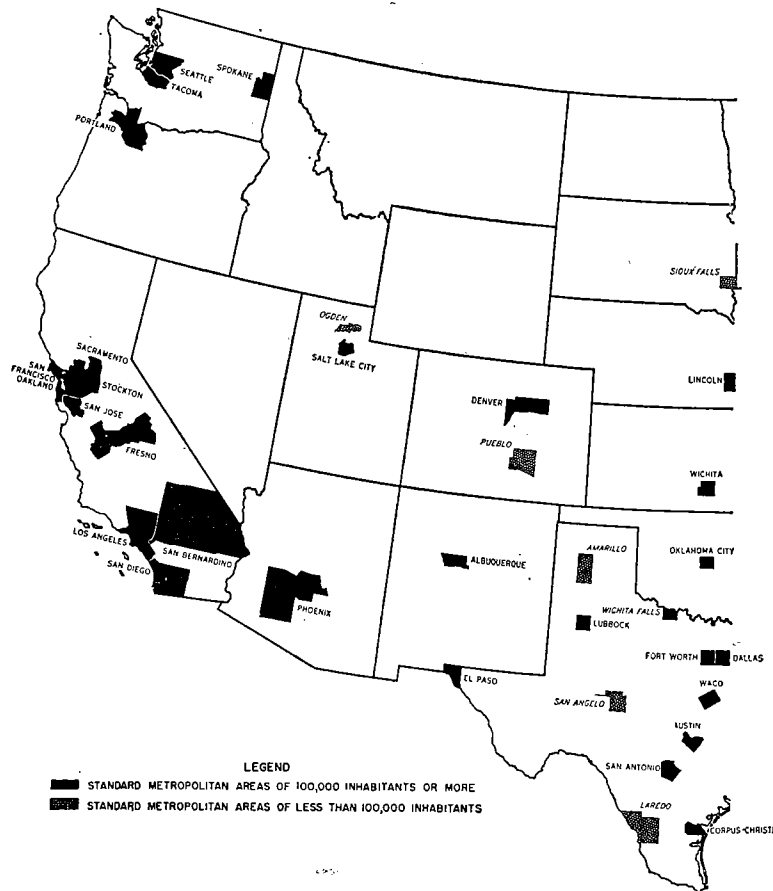 SEATTLE
TACOMA
SPOKANE
PORTLAND
SIOUX FALLS
OGDEN
SALT LAKE CITY
SACRAMENTO
SAN
FRANCISCO
OAKLAND
STOCKTON
SAN JOSE
FRESNO
DENVER
PUEBLO
LINCOLN
WICHITA
LOS ANGELES
SAN BERNARDINO
SAN DIEGO
PHOENIX
ALBUQUERQUE
AMARILLO
OKLAHOMA CITY
WICHITA FALLS
LUBBOCK
FORT WORTH
DALLAS
EL PASO
SAN ANGELO
WACO
AUSTIN
SAN ANTONIO
LAREDO
CORPUS-CHRISTI
LEGEND
STANDARD METROPOLITAN AREAS OF 100,000 INHABITANTS OR MORE
STANDARD METROPOLITAN AREAS OF LESS THAN 100,000 INHABITANTS